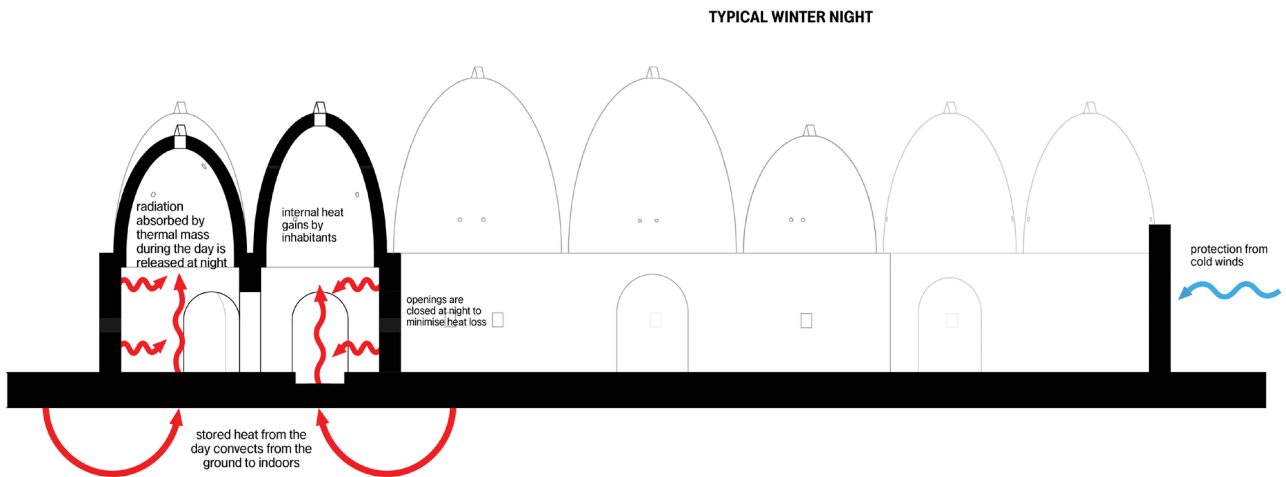 TYPICAL WINTER NIGHT
radiation
absorbed by
thermal mass
during the day is
released at night
internal heat
gains by
inhabitants
openings are
closed at night to
minimise heat loss
protection from
cold winds
stored heat from the
day convects from the
ground to indoors